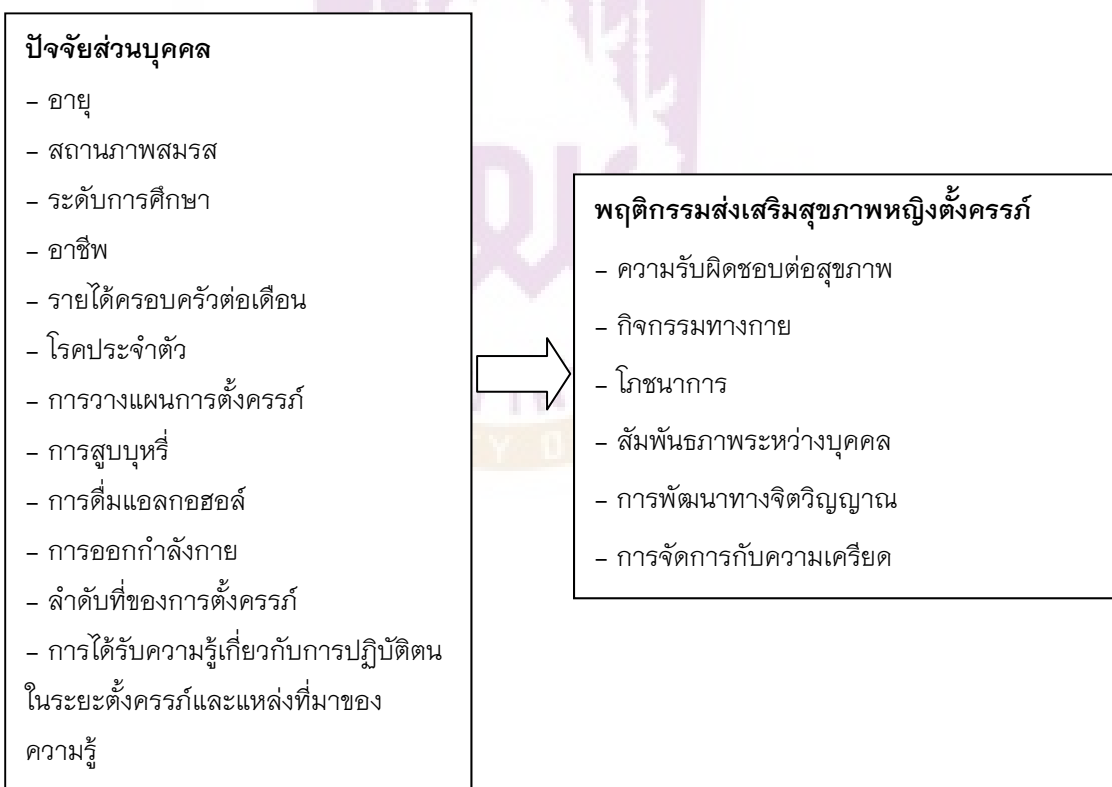 ปัจจัยส่วนบุคคล
– อายุ
– สถานภาพสมรส
– ระดับการศึกษา
– อาชีพ
– รายได้ครอบครัวต่อเดือน
– โรคประจำตัว
– การวางแผนการตั้งครรภ์
– การสูบบุหรี่
– การดื่มแอลกอฮอล์
– การออกกำลังกาย
– ลำดับที่ของการตั้งครรภ์
– การได้รับความรู้เกี่ยวกับการปฏิบัติตน
ในระยะตั้งครรภ์และแหล่งที่มาของ
ความรู้
พฤติกรรมส่งเสริมสุขภาพหญิงตั้งครรภ์
– ความรับผิดชอบต่อสุขภาพ
– กิจกรรมทางกาย
– โภชนาการ
– สัมพันธภาพระหว่างบุคคล
– การพัฒนาทางจิตวิญญาณ
– การจัดการกับความเครียด